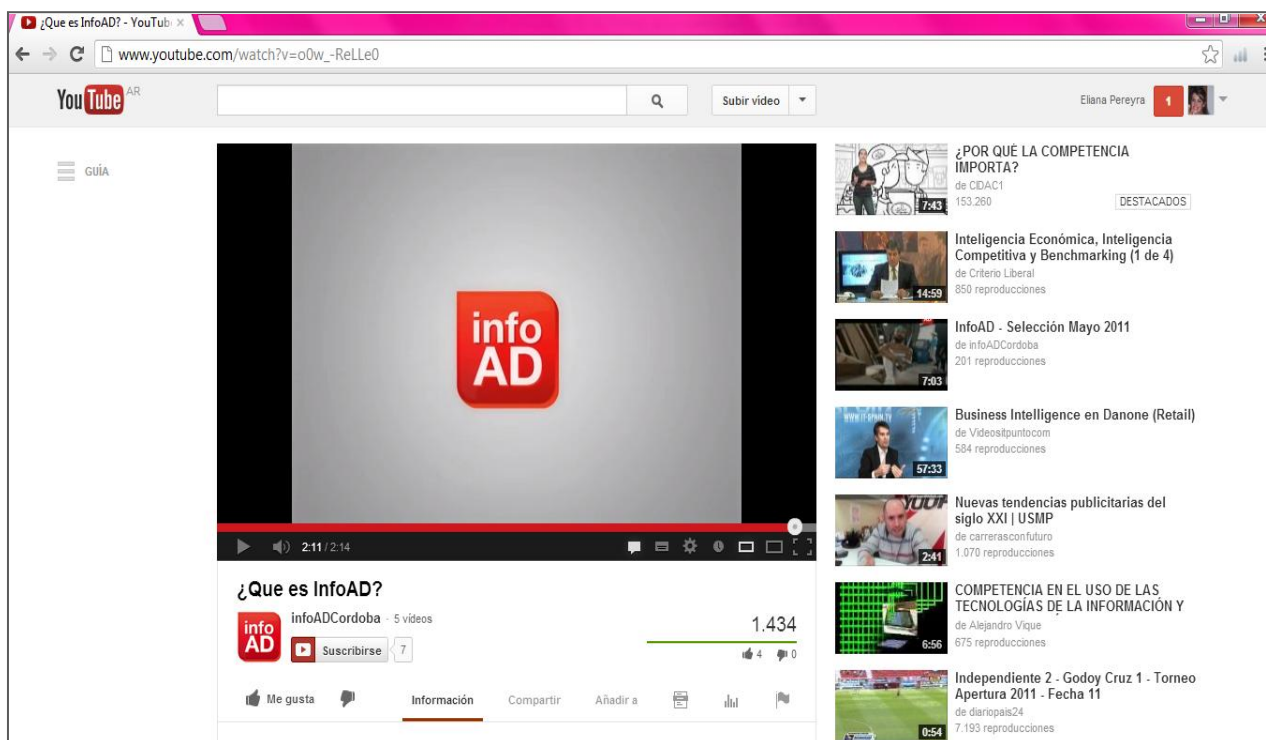 ¿Que es InfoAD? - YouTub
www.youtube.com/watch?v=o0w_-ReLLe0
YouTube AR
Subir vídeo
Eliana Pereyra 1
GUÍA
info
AD
2:11 / 2:14
¿Que es InfoAD?
info
AD
infoADCordoba - 5 vídeos
Suscribirse 7
1.434
4 0
Me gusta
Información Compartir Añadir a
¿POR QUÉ LA COMPETENCIA
IMPORTA?
de CIDAC1
153.260 DESTACADOS
7:43
Inteligencia Económica, Inteligencia
Competitiva y Benchmarking (1 de 4)
de Criterio Liberal
850 reproducciones
14:59
InfoAD - Selección Mayo 2011
de infoADCordoba
201 reproducciones
7:03
Business Intelligence en Danone (Retail)
de Videositpuntocom
584 reproducciones
57:33
Nuevas tendencias publicitarias del
siglo XXI | USMP
de carrerasconfuturo
1.070 reproducciones
2:41
COMPETENCIA EN EL USO DE LAS
TECNOLOGÍAS DE LA INFORMACIÓN Y
de Alejandro Vique
675 reproducciones
6:56
Independiente 2 - Godoy Cruz 1 - Torneo
Apertura 2011 - Fecha 11
de diariopais24
7.193 reproducciones
0:54